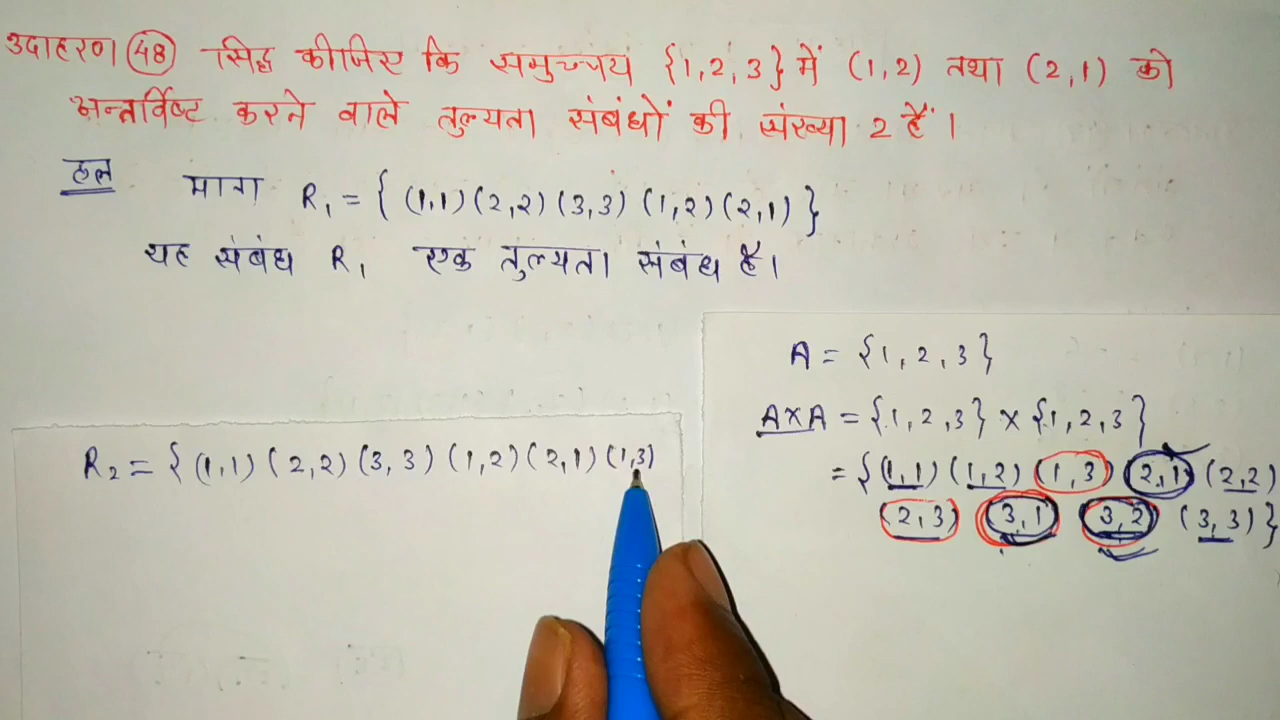 उदाहरण 48 सिद्ध कीजिए कि समुच्चय {1,2,3} में (1,2) तथा (2,1) को
अन्तर्विष्ट करने वाले तुल्यता संबंधों की संख्या 2 हैं।
हल माना R₁ = { (1,1) (2,2) (3,3) (1,2) (2,1) }
यह संबंध R₁ एक तुल्यता संबंध है।
A = {1,2,3}
A×A = {1,2,3} × {1,2,3}
= {(1,1) (1,2) (1,3) (2,1) (2,2)
(2,3) (3,1) (3,2) (3,3)}
R₂ = { (1,1) (2,2) (3,3) (1,2) (2,1) (1,3)